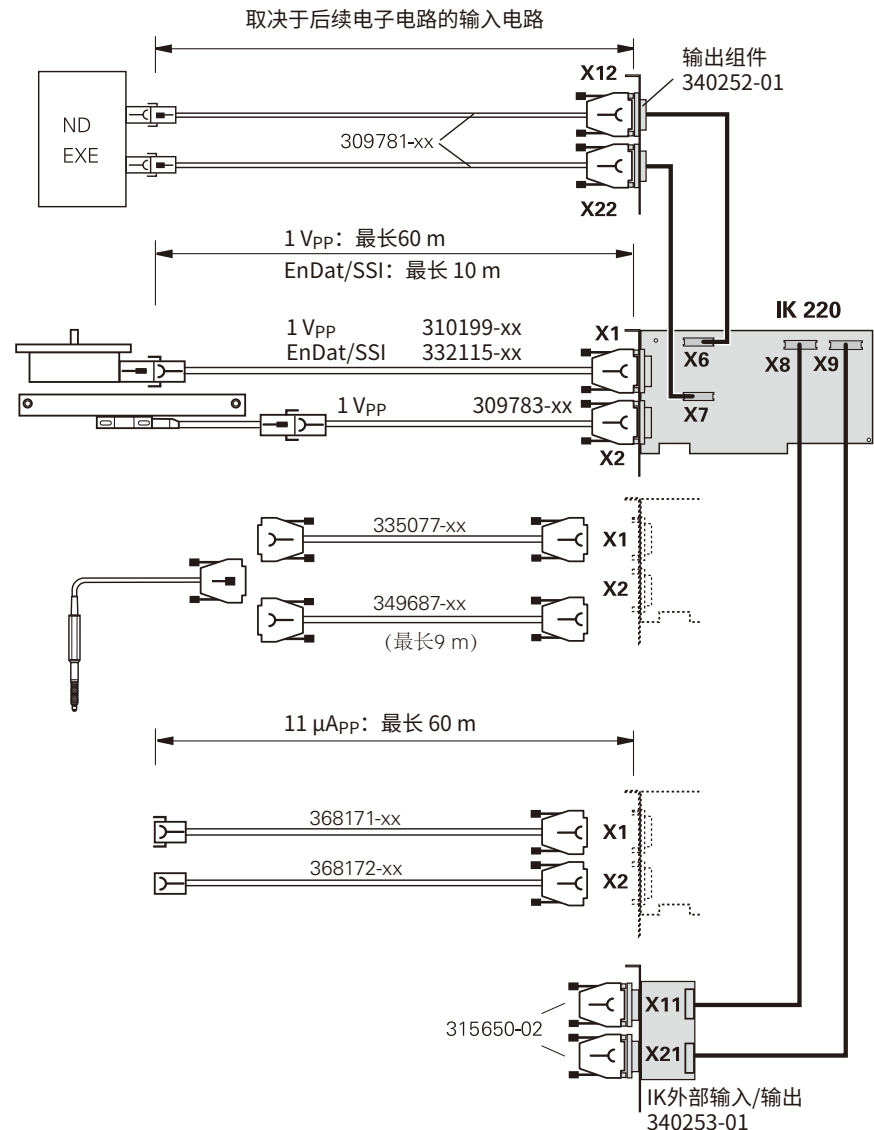 取决于后续电子电路的输入电路
X12
输出组件
340252-01
ND
EXE
309781-xx
X22
1 VPP：最长60 m
EnDat/SSI：最长 10 m
IK 220
1 VPP 310199-xx
EnDat/SSI 332115-xx
X1
X6
X8 X9
1 VPP 309783-xx
X7
X2
335077-xx
X1
X2
349687-xx
(最长9 m)
11 µAPP：最长 60 m
368171-xx
X1
368172-xx
X2
X11
315650-02
X21
IK外部输入/输出
340253-01